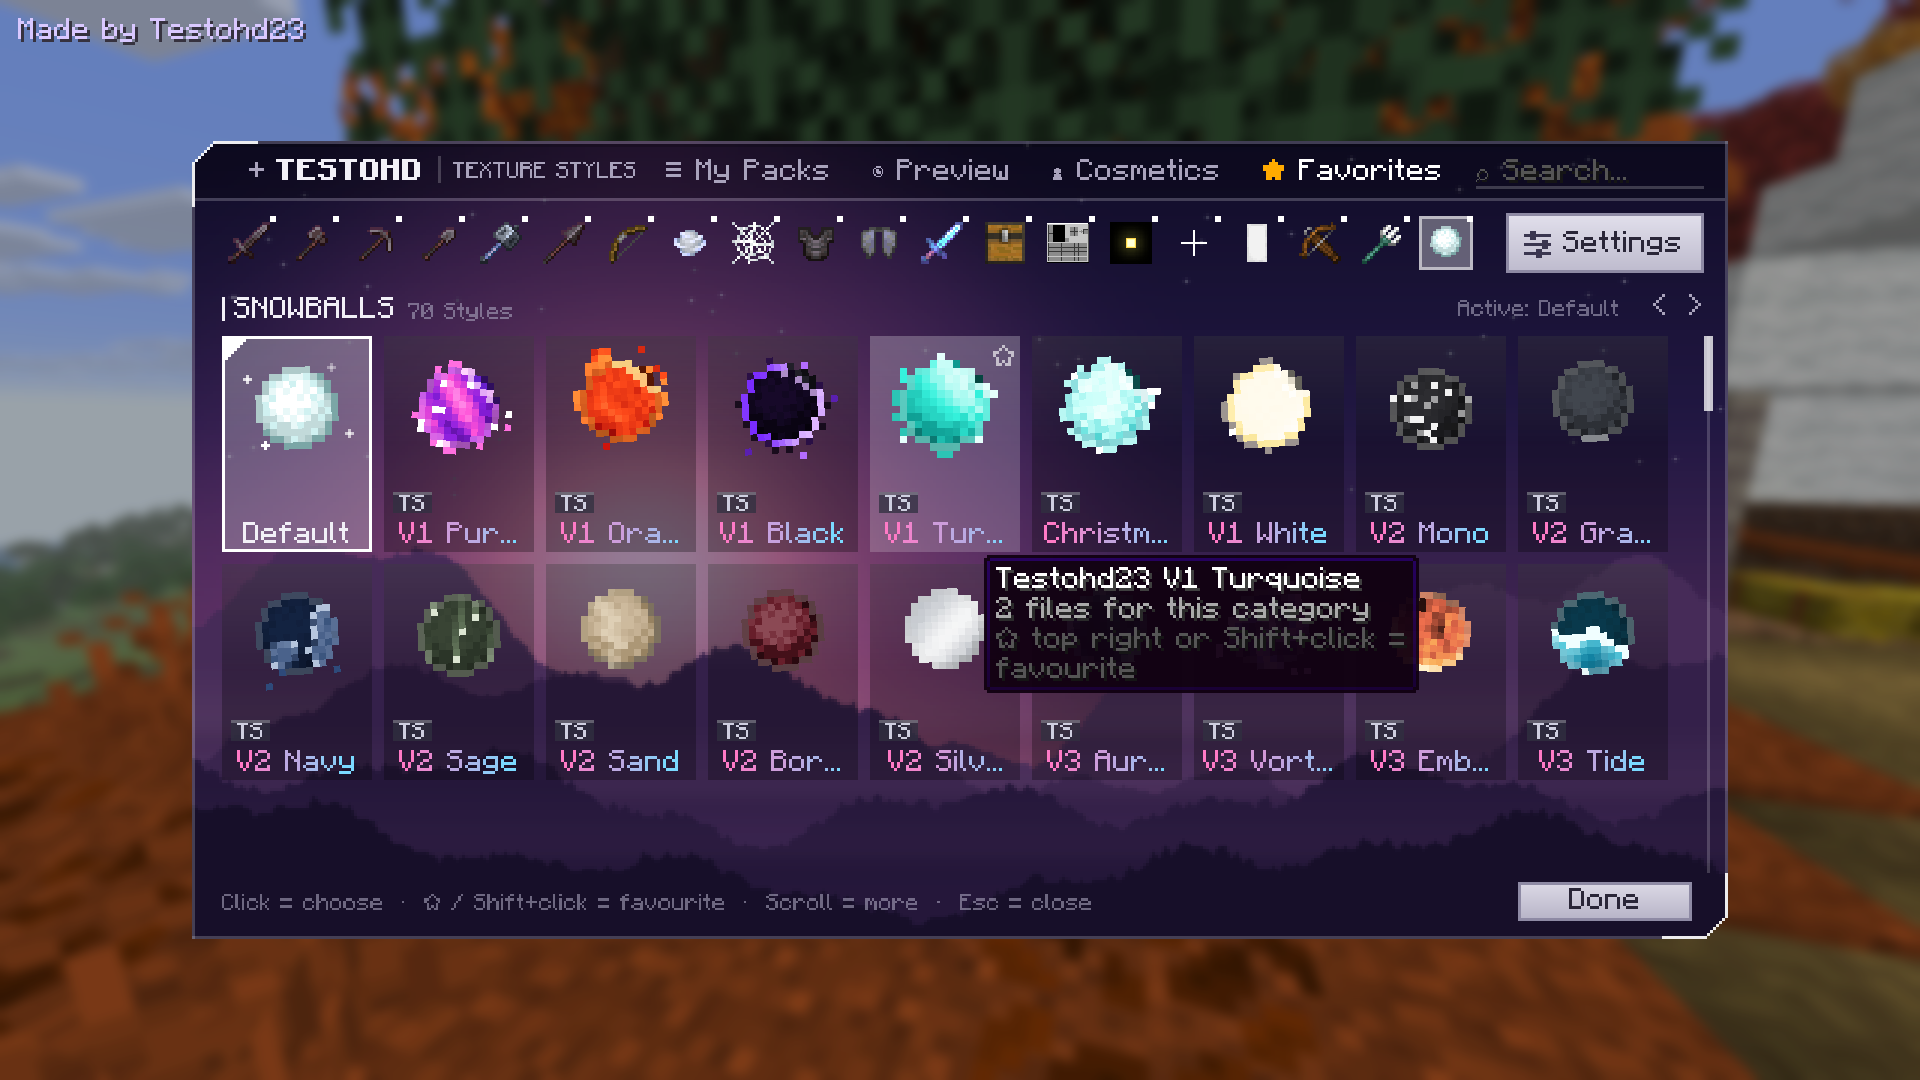 Made by Testohd23
+ TESTOHD | TEXTURE STYLES My Packs Preview Cosmetics Favorites Search...
Settings
SNOWBALLS 70 Styles Active: Default < >
Default
TS TS TS TS TS TS TS TS
V1 Pur... V1 Ora... V1 Black V1 Tur... Christm... V1 White V2 Mono V2 Gra...
Testohd23 V1 Turquoise
2 files for this category
☆ top right or Shift+click =
favourite
TS TS TS TS TS TS TS TS TS
V2 Navy V2 Sage V2 Sand V2 Bor... V2 Silv... V3 Aur... V3 Vort... V3 Emb... V3 Tide
Click = choose · ☆ / Shift+click = favourite · Scroll = more · Esc = close
Done